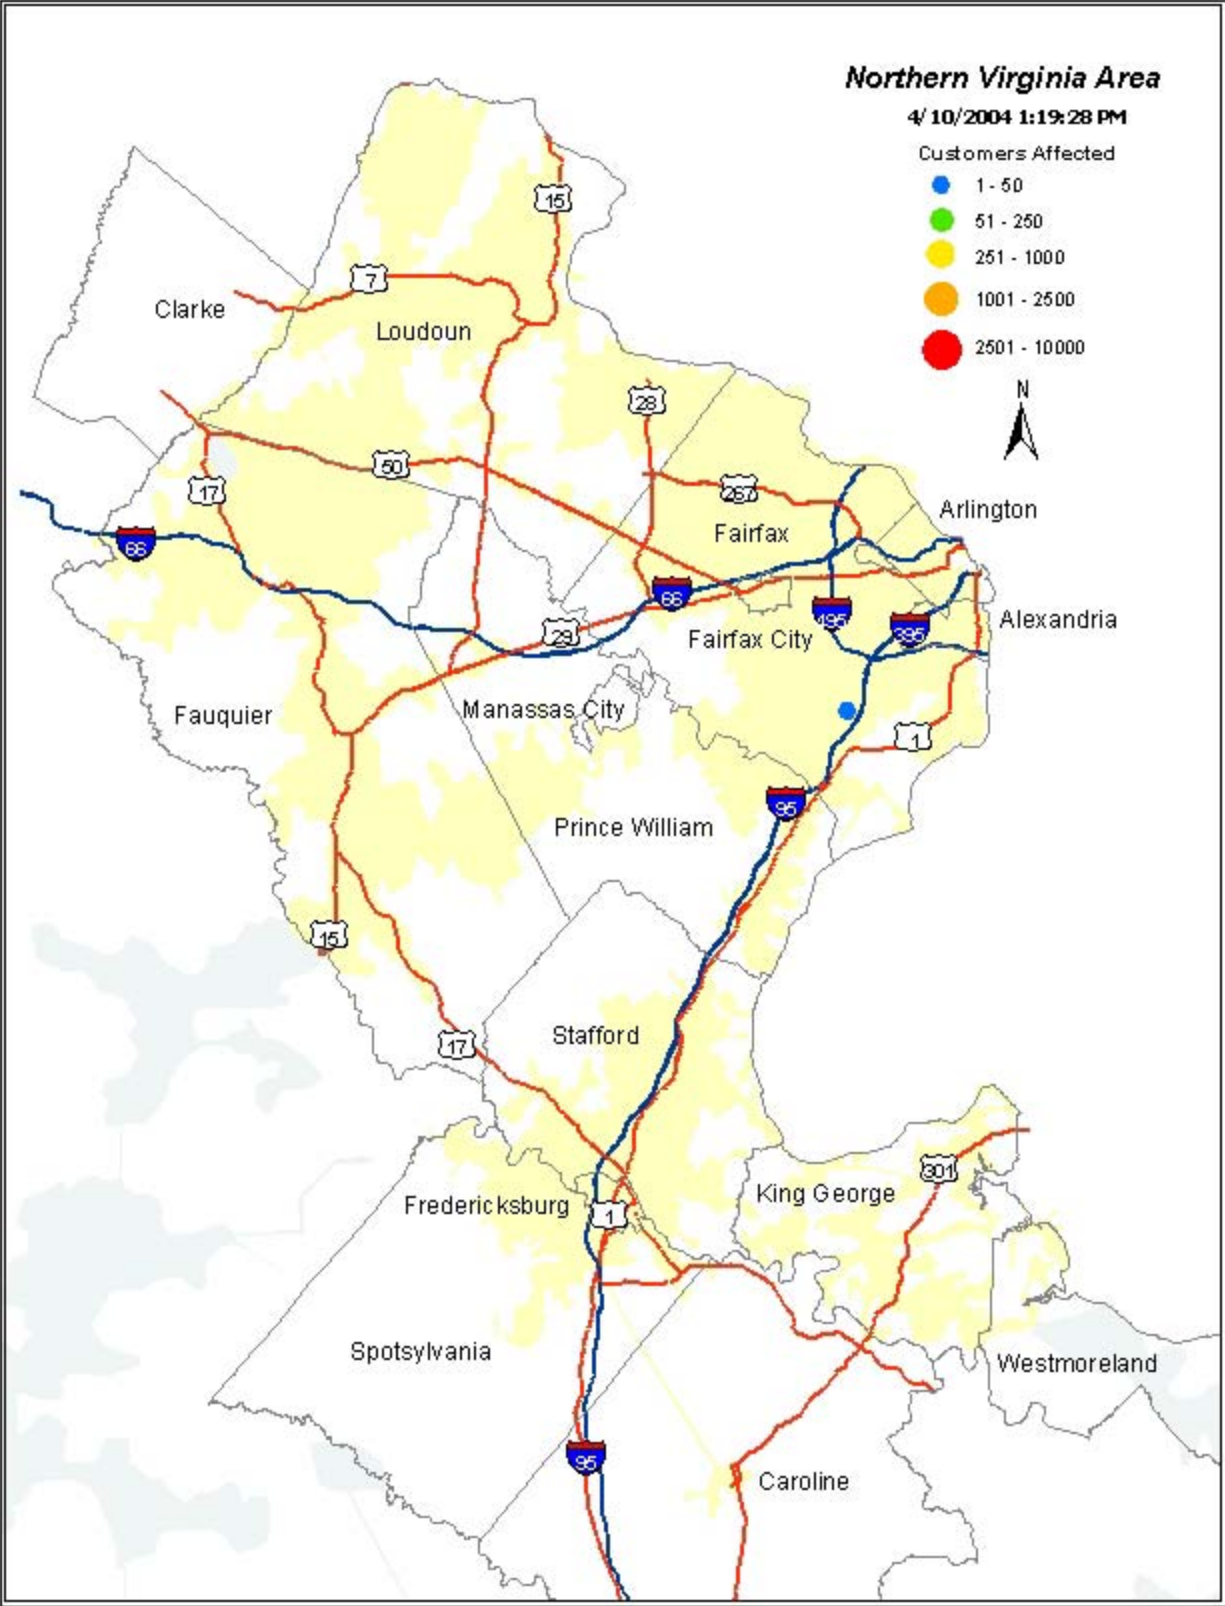 Northern Virginia Area
4/10/2004 1:19:28 PM
Customers Affected
1 - 50
51 - 250
251 - 1000
1001 - 2500
2501 - 10000
N
15
7
Clarke
Loudoun
28
50
17
267
Arlington
Fairfax
66
66
195
395
Alexandria
29
Fairfax City
Manassas City
Fauquier
1
95
Prince William
15
Stafford
17
301
King George
Fredericksburg
1
Spotsylvania
Westmoreland
95
Caroline